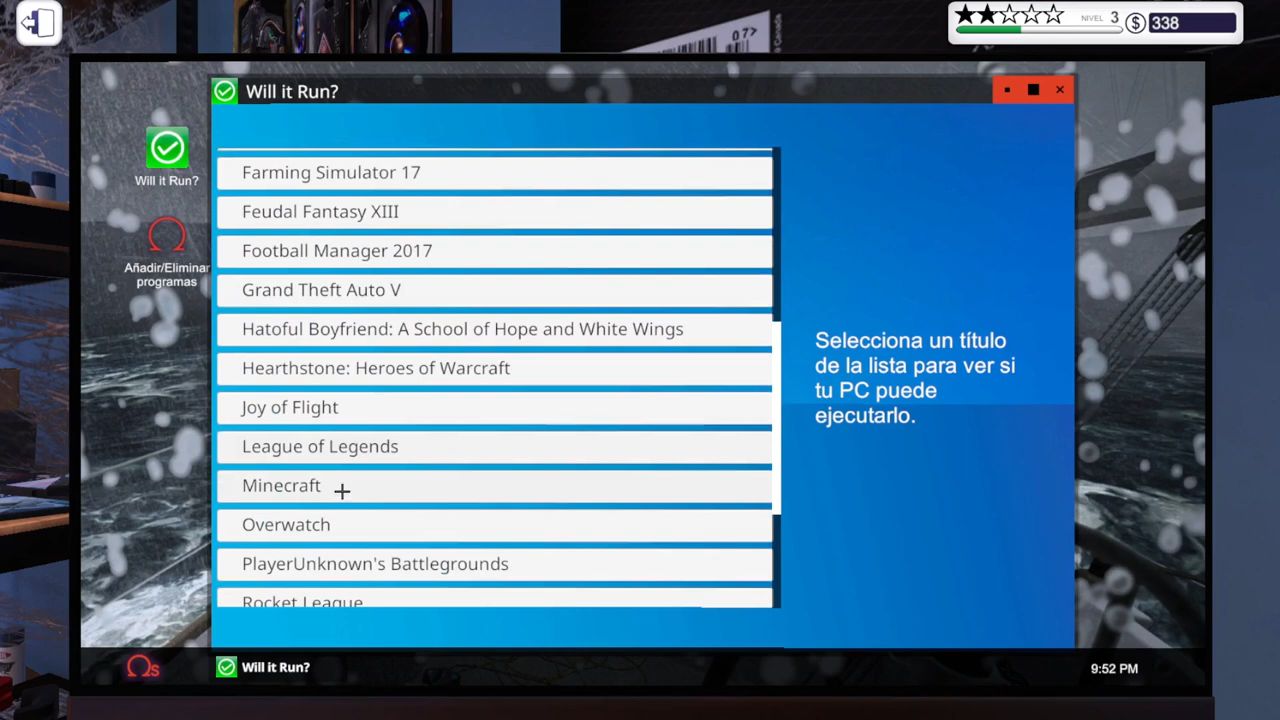 NIVEL 3
$ 338
07>
Canada
Will it Run?
Will it Run?
Añadir/Eliminar
programas
Farming Simulator 17
Feudal Fantasy XIII
Football Manager 2017
Grand Theft Auto V
Hatoful Boyfriend: A School of Hope and White Wings
Hearthstone: Heroes of Warcraft
Joy of Flight
League of Legends
Minecraft
Overwatch
PlayerUnknown's Battlegrounds
Rocket League
Selecciona un título
de la lista para ver si
tu PC puede
ejecutarlo.
Ωs
Will it Run?
9:52 PM